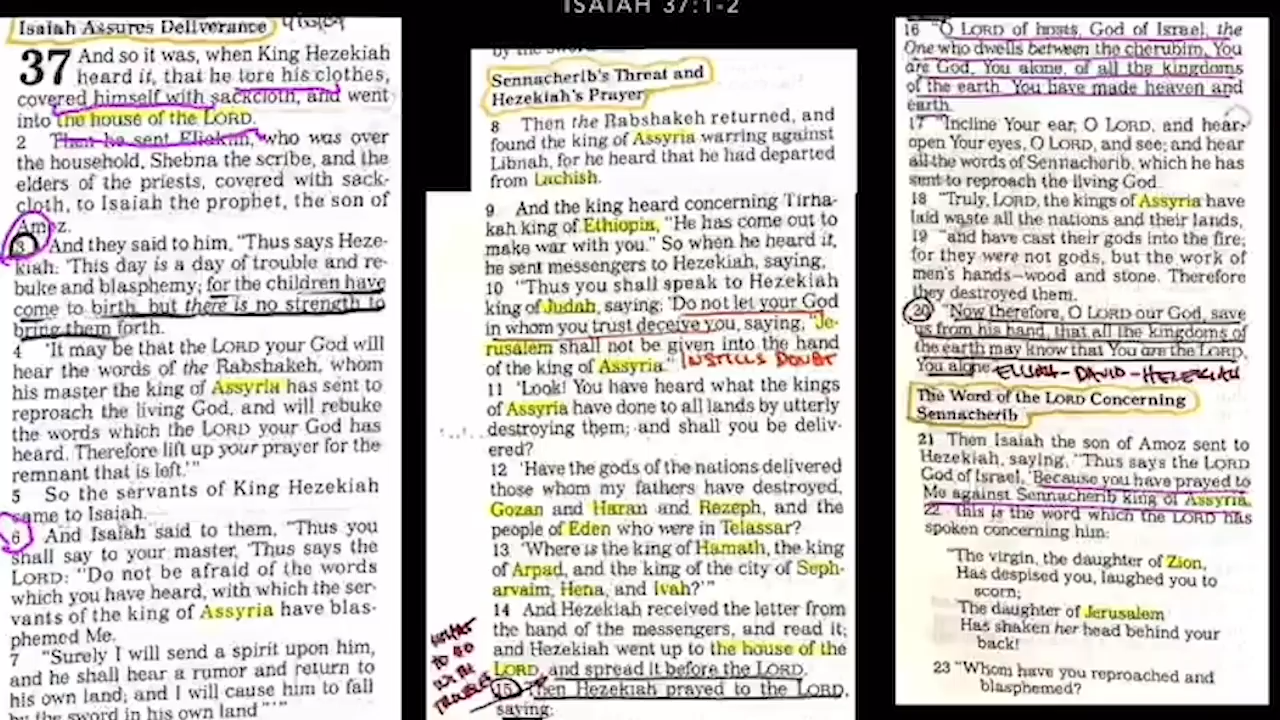 ISAIAH 37:1-2
Isaiah Assures Deliverance
37 And so it was, when King Hezekiah
heard it, that he tore his clothes,
covered himself with sackcloth, and went
into the house of the LORD.
2 Then he sent Eliakim, who was over
the household, Shebna the scribe, and the
elders of the priests, covered with sack-
cloth, to Isaiah the prophet, the son of
Amoz.
3 And they said to him, "Thus says Heze-
kiah: 'This day is a day of trouble and re-
buke and blasphemy; for the children have
come to birth, but there is no strength to
bring them forth.
4 'It may be that the LORD your God will
hear the words of the Rabshakeh, whom
his master the king of Assyria has sent to
reproach the living God, and will rebuke
the words which the LORD your God has
heard. Therefore lift up your prayer for the
remnant that is left.'"
5 So the servants of King Hezekiah
came to Isaiah.
6 And Isaiah said to them, "Thus you
shall say to your master, 'Thus says the
LORD: "Do not be afraid of the words
which you have heard, with which the ser-
vants of the king of Assyria have blas-
phemed Me.
7 "Surely I will send a spirit upon him,
and he shall hear a rumor and return to
his own land; and I will cause him to fall
by the sword in his own land."'"
by the sword
Sennacherib's Threat and
Hezekiah's Prayer
8 Then the Rabshakeh returned, and
found the king of Assyria warring against
Libnah, for he heard that he had departed
from Lachish.
9 And the king heard concerning Tirha-
kah king of Ethiopia, "He has come out to
make war with you." So when he heard it,
he sent messengers to Hezekiah, saying,
10 "Thus you shall speak to Hezekiah
king of Judah, saying: 'Do not let your God
in whom you trust deceive you, saying, "Je-
rusalem shall not be given into the hand
of the king of Assyria." INSTILLS DOUBT
11 'Look! You have heard what the kings
of Assyria have done to all lands by utterly
destroying them; and shall you be deliv-
ered?
12 'Have the gods of the nations delivered
those whom my fathers have destroyed,
Gozan and Haran and Rezeph, and the
people of Eden who were in Telassar?
13 'Where is the king of Hamath, the king
of Arpad, and the king of the city of Seph-
arvaim, Hena, and Ivah?'"
14 And Hezekiah received the letter from
the hand of the messengers, and read it;
and Hezekiah went up to the house of the
LORD, and spread it before the LORD.
15 Then Hezekiah prayed to the LORD,
saying:
WHAT
TO DO
WITH
TROUBLES
16 "O LORD of hosts, God of Israel, the
One who dwells between the cherubim, You
are God, You alone, of all the kingdoms
of the earth. You have made heaven and
earth.
17 "Incline Your ear, O LORD, and hear;
open Your eyes, O LORD, and see; and hear
all the words of Sennacherib, which he has
sent to reproach the living God.
18 "Truly, LORD, the kings of Assyria have
laid waste all the nations and their lands,
19 "and have cast their gods into the fire;
for they were not gods, but the work of
men's hands—wood and stone. Therefore
they destroyed them.
20 "Now therefore, O LORD our God, save
us from his hand, that all the kingdoms of
the earth may know that You are the LORD,
You alone." ELIJAH - DAVID - HEZEKIAH
The Word of the LORD Concerning
Sennacherib
21 Then Isaiah the son of Amoz sent to
Hezekiah, saying, "Thus says the LORD
God of Israel, 'Because you have prayed to
Me against Sennacherib king of Assyria,
22 'this is the word which the LORD has
spoken concerning him:
"The virgin, the daughter of Zion,
Has despised you, laughed you to
scorn;
The daughter of Jerusalem
Has shaken her head behind your
back!
23 "Whom have you reproached and
blasphemed?